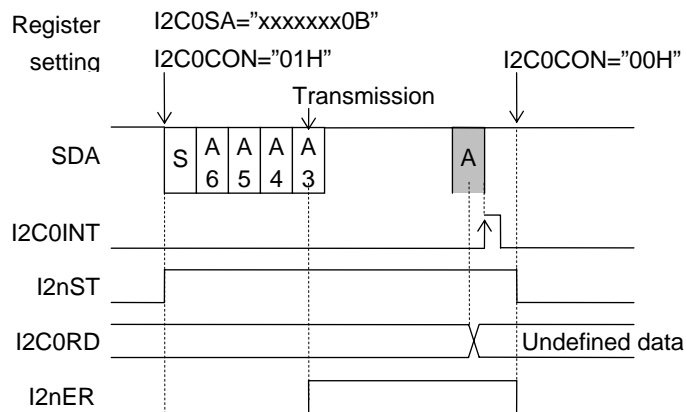 Register I2C0SA=”xxxxxxx0B”
setting I2C0CON=”01H” I2C0CON=”00H”
Transmission
SDA S A A A A A
6 5 4 3
I2C0INT
I2nST
I2C0RD Undefined data
I2nER